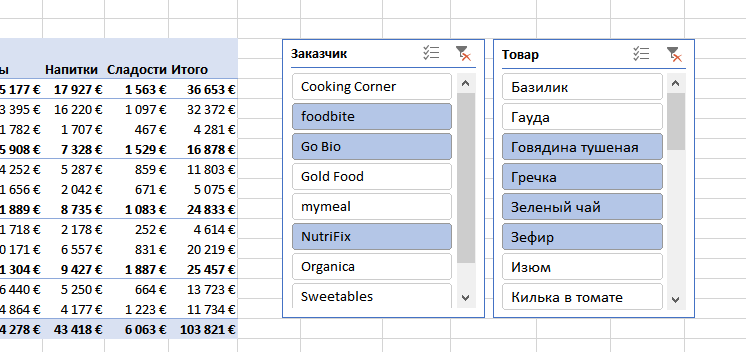 ы Напитки Сладости Итого
5 177 € 17 927 € 1 563 € 36 653 €
3 395 € 16 220 € 1 097 € 32 372 €
1 782 € 1 707 € 467 € 4 281 €
5 908 € 7 328 € 1 529 € 16 878 €
4 252 € 5 287 € 859 € 11 803 €
1 656 € 2 042 € 671 € 5 075 €
1 889 € 8 735 € 1 083 € 24 833 €
1 718 € 2 178 € 252 € 4 614 €
0 171 € 6 557 € 831 € 20 219 €
1 304 € 9 427 € 1 887 € 25 457 €
6 440 € 5 250 € 664 € 13 723 €
4 864 € 4 177 € 1 223 € 11 734 €
4 278 € 43 418 € 6 063 € 103 821 €
Заказчик
Cooking Corner
foodbite
Go Bio
Gold Food
mymeal
NutriFix
Organica
Sweetables
Товар
Базилик
Гауда
Говядина тушеная
Гречка
Зеленый чай
Зефир
Изюм
Килька в томате